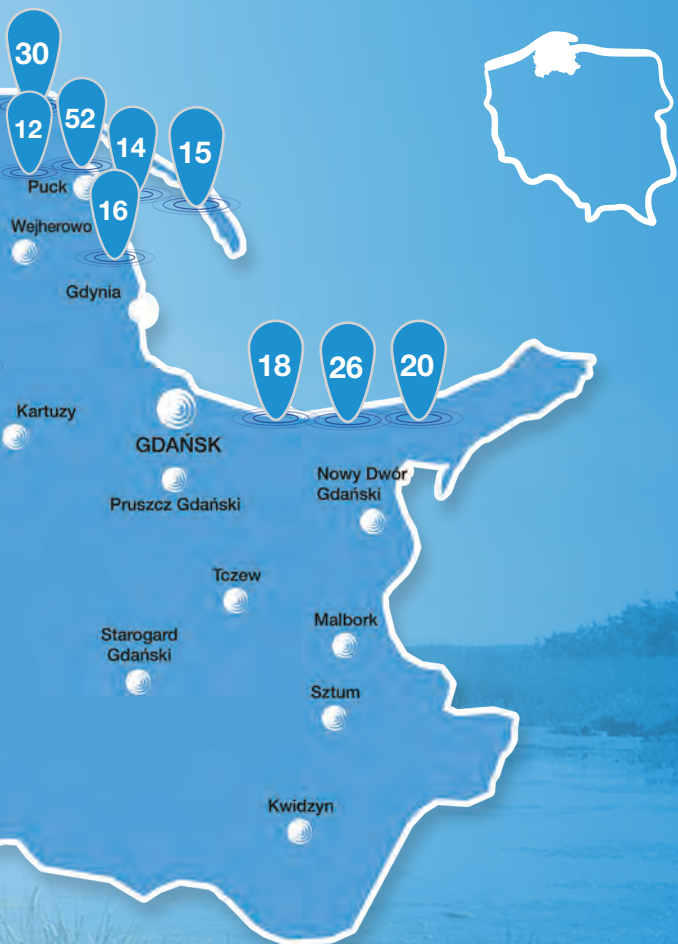 30
12
52
14
15
Puck
16
Wejherowo
Gdynia
18
26
20
Kartuzy
GDAŃSK
Nowy Dwór
Gdański
Pruszcz Gdański
Tczew
Starogard
Gdański
Malbork
Sztum
Kwidzyn